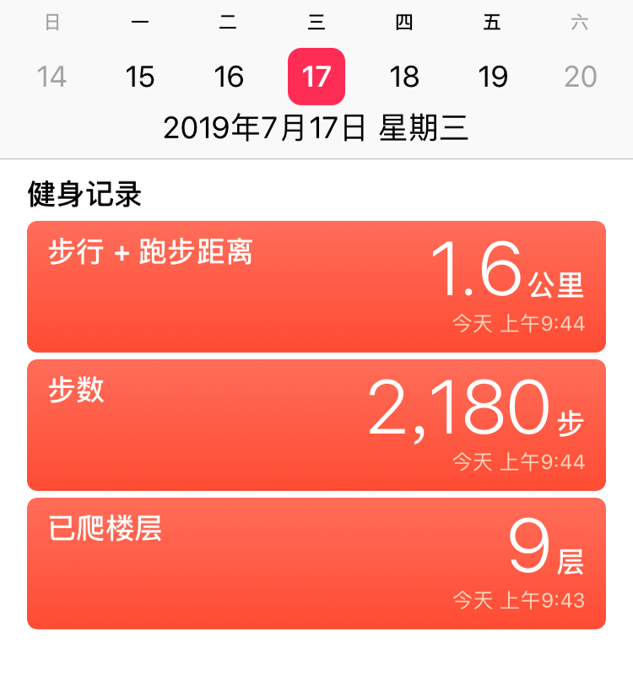 日 一 二 三 四 五 六
14 15 16 17 18 19 20
2019年7月17日 星期三
健身记录
步行 + 跑步距离
1.6公里
今天 上午9:44
步数
2,180步
今天 上午9:44
已爬楼层
9层
今天 上午9:43